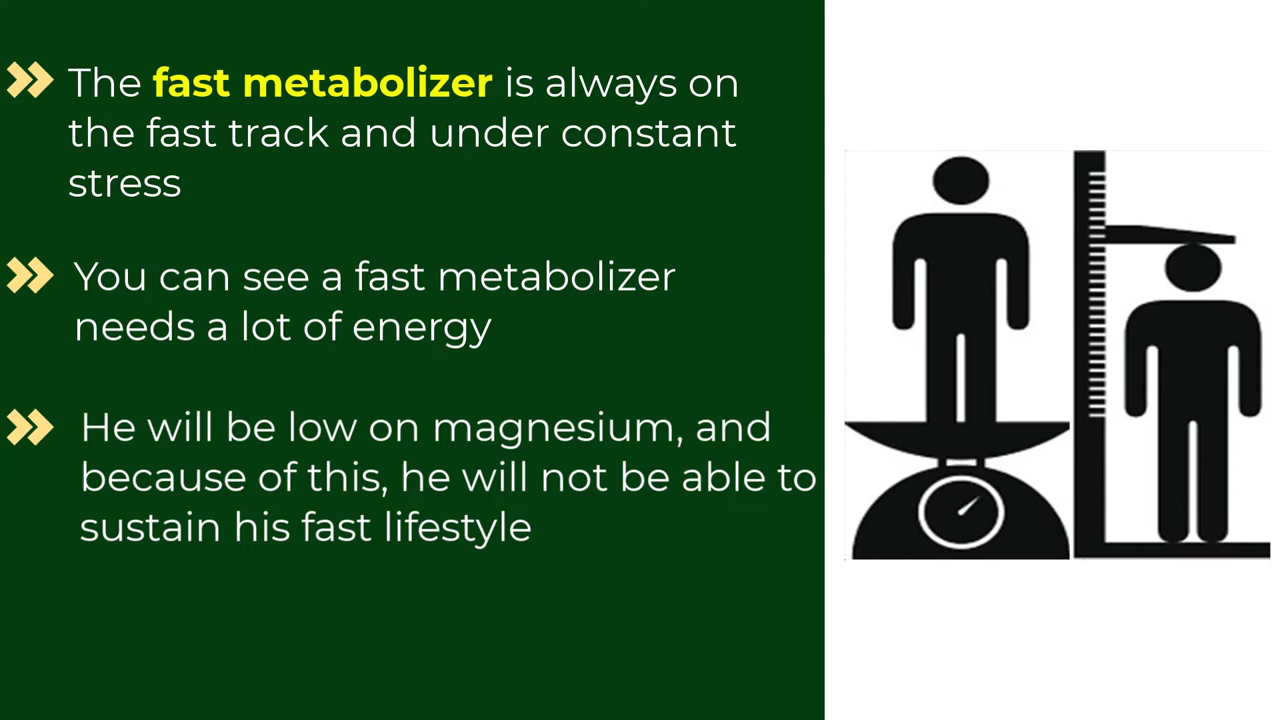 The fast metabolizer is always on
the fast track and under constant
stress
You can see a fast metabolizer
needs a lot of energy
He will be low on magnesium, and
because of this, he will not be able to
sustain his fast lifestyle